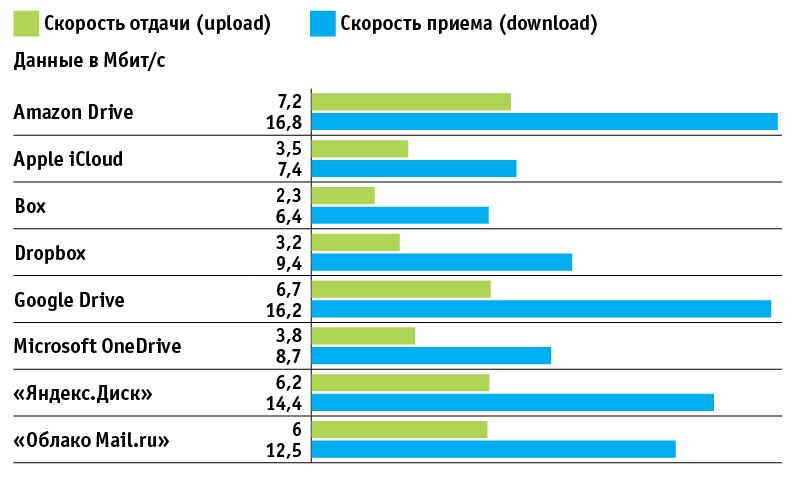 Скорость отдачи (upload) Скорость приема (download)
Данные в Мбит/с
Amazon Drive 7,2
16,8
Apple iCloud 3,5
7,4
Box 2,3
6,4
Dropbox 3,2
9,4
Google Drive 6,7
16,2
Microsoft OneDrive 3,8
8,7
«Яндекс.Диск» 6,2
14,4
«Облако Mail.ru» 6
12,5